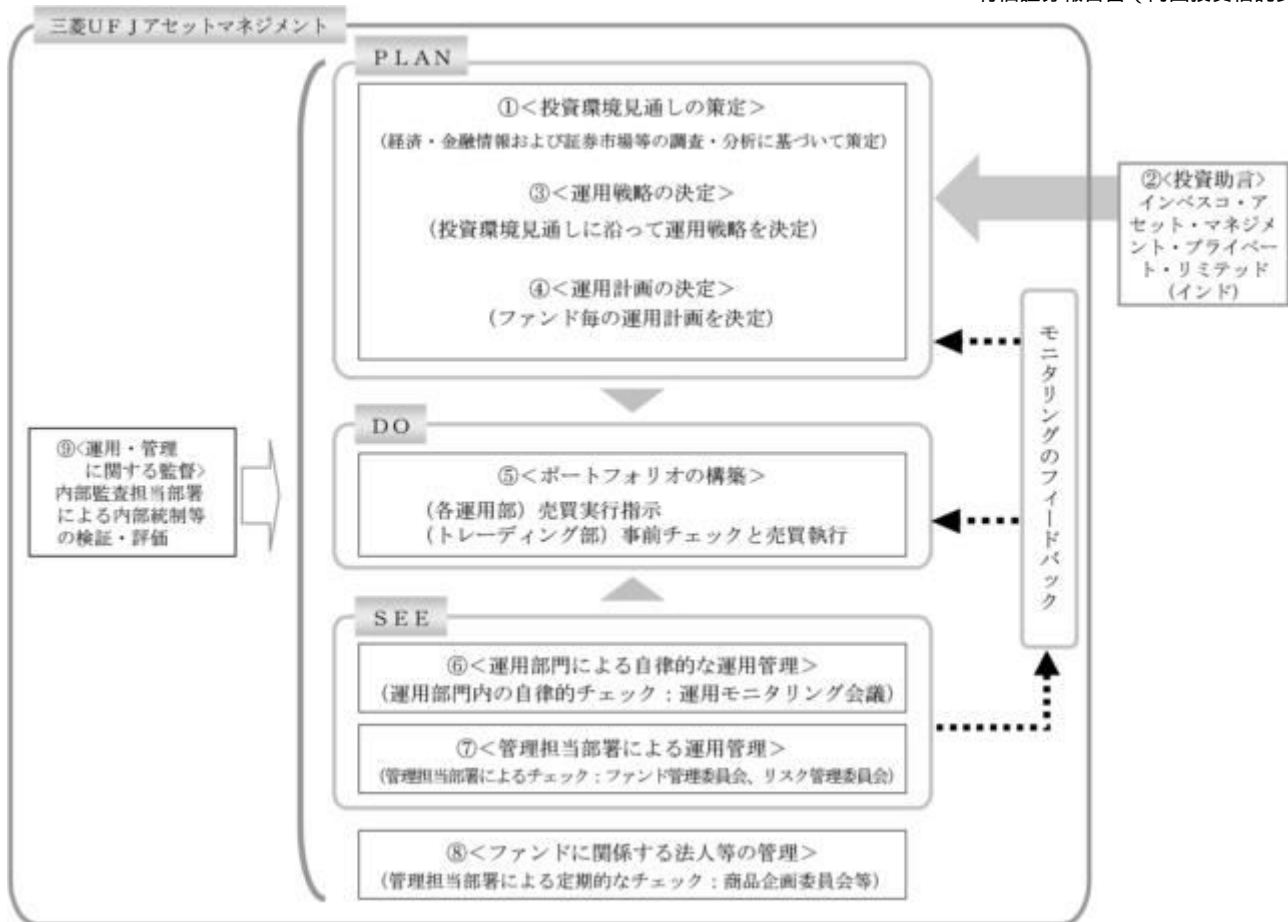 三菱UFJアセットマネジメント
PLAN
①<投資環境見通しの策定>
(経済・金融情報および証券市場等の調査・分析に基づいて策定)
③<運用戦略の決定>
(投資環境見通しに沿って運用戦略を決定)
④<運用計画の決定>
(ファンド毎の運用計画を決定)
②<投資助言>
インベスコ・ア
セット・マネジメ
ント・プライベー
ト・リミテッド
(インド)
モニタリングのフィードバック
DO
⑤<ポートフォリオの構築>
(各運用部)売買実行指示
(トレーディング部)事前チェックと売買執行
⑨<運用・管理
に関する監督>
内部監査担当部署
による内部統制等
の検証・評価
SEE
⑥<運用部門による自律的な運用管理>
(運用部門内の自律的チェック:運用モニタリング会議)
⑦<管理担当部署による運用管理>
(管理担当部署によるチェック:ファンド管理委員会、リスク管理委員会)
⑧<ファンドに関係する法人等の管理>
(管理担当部署による定期的なチェック:商品企画委員会等)